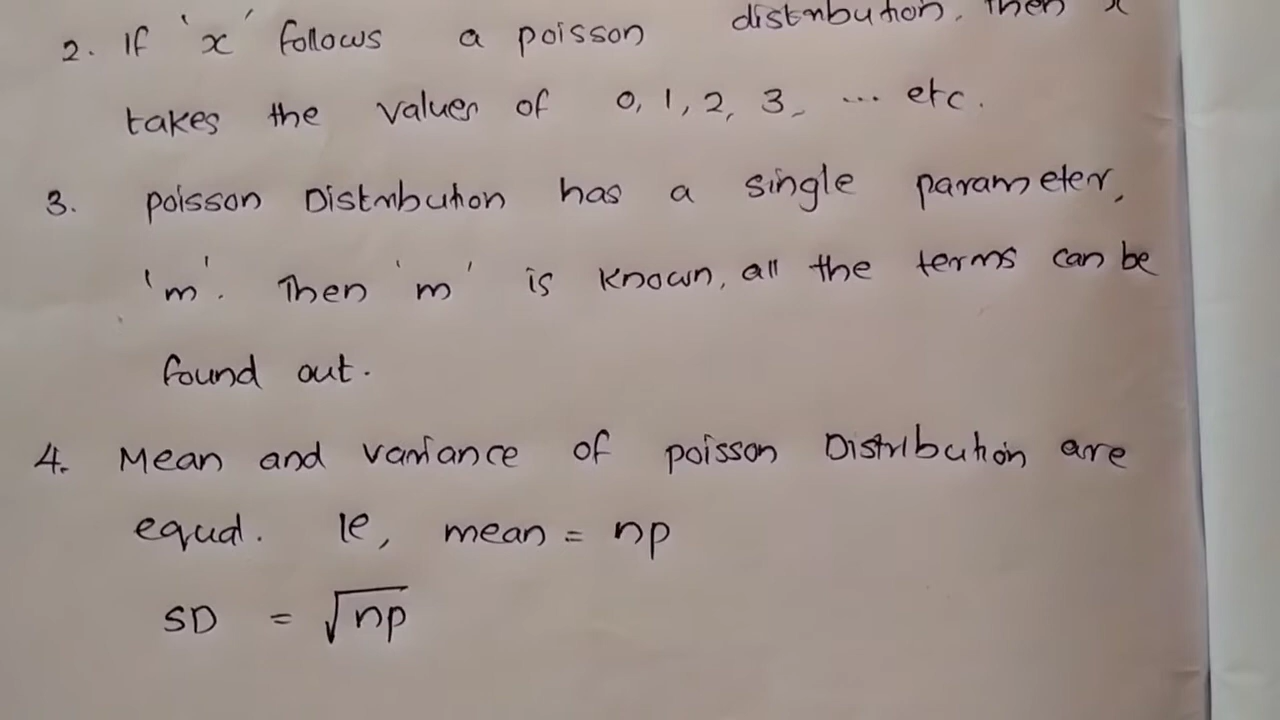 2. If 'x' follows a poisson distribution, then x
takes the values of 0, 1, 2, 3, ... etc.
3. poisson Distribution has a single parameter,
'm'. Then 'm' is known, all the terms can be
found out.
4. Mean and variance of poisson Distribution are
equal. Ie, mean = np
SD = √np